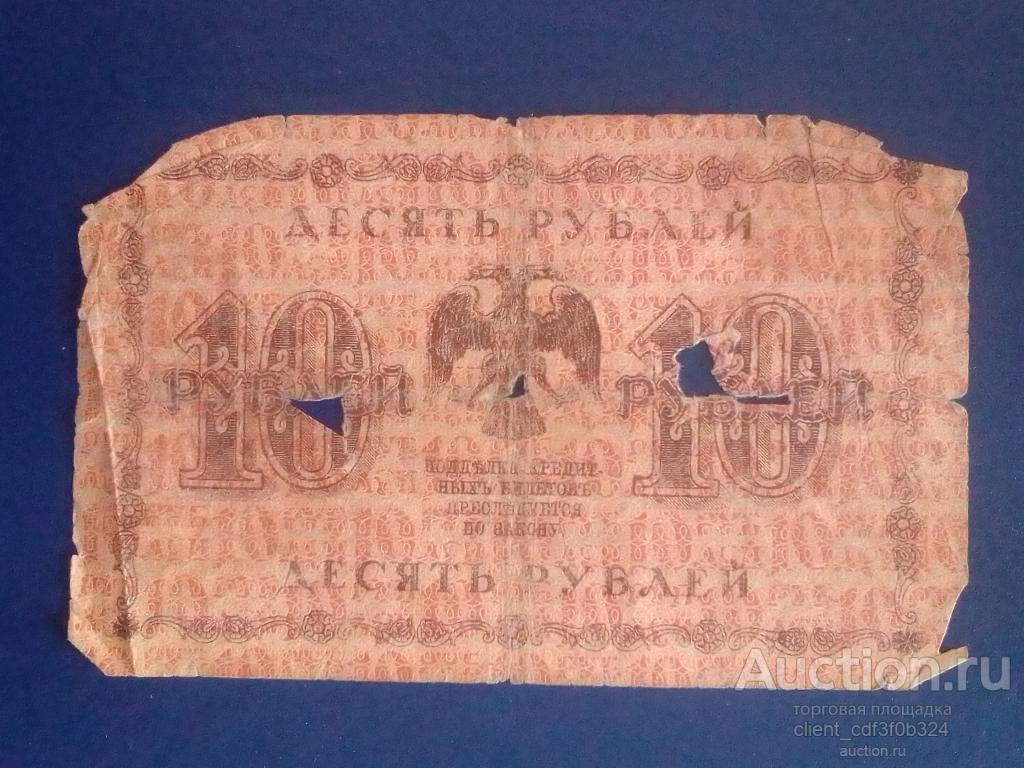 ДЕСЯТЬ РУБЛЕЙ
10 10
РУБЛЕЙ РУБЛЕЙ
ПОДДѢЛКА КРЕДИТ-
НЫХЪ БИЛЕТОВЪ
ПРЕСЛѢДУЕТСЯ
ПО ЗАКОНУ
ДЕСЯТЬ РУБЛЕЙ
Auction.ru
торговая площадка
client_cdf3f0b324
auction.ru